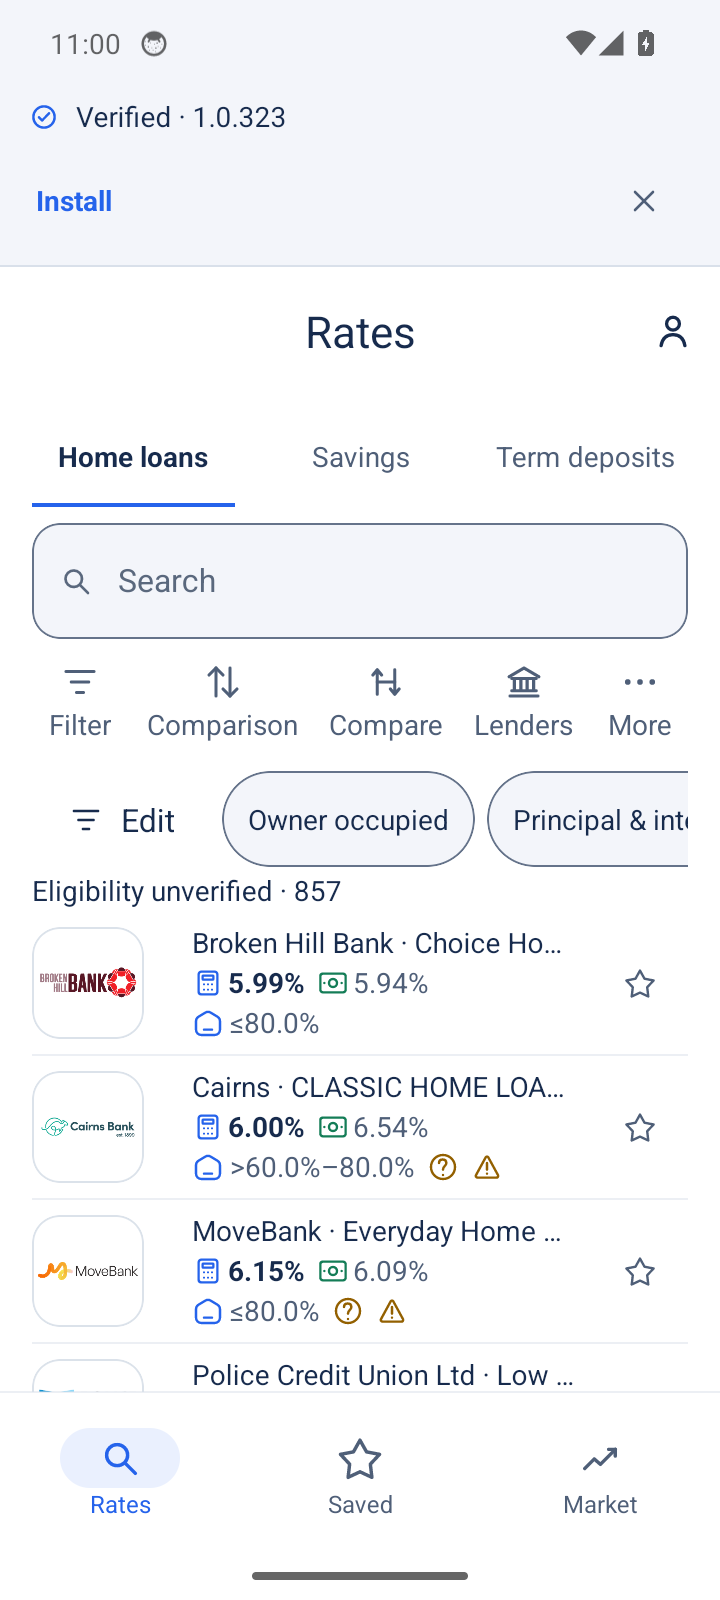 11:00
Verified · 1.0.323
Install
Rates
Home loans
Savings
Term deposits
Search
Filter
Comparison
Compare
Lenders
More
Edit
Owner occupied
Principal & inte
Eligibility unverified · 857
BROKEN HILL BANK
Broken Hill Bank · Choice Ho...
5.99% 5.94%
≤80.0%
Cairns Bank
est. 1899
Cairns · CLASSIC HOME LOA...
6.00% 6.54%
>60.0%–80.0%
MoveBank
MoveBank · Everyday Home ...
6.15% 6.09%
≤80.0%
Police Credit Union Ltd · Low ...
Rates
Saved
Market